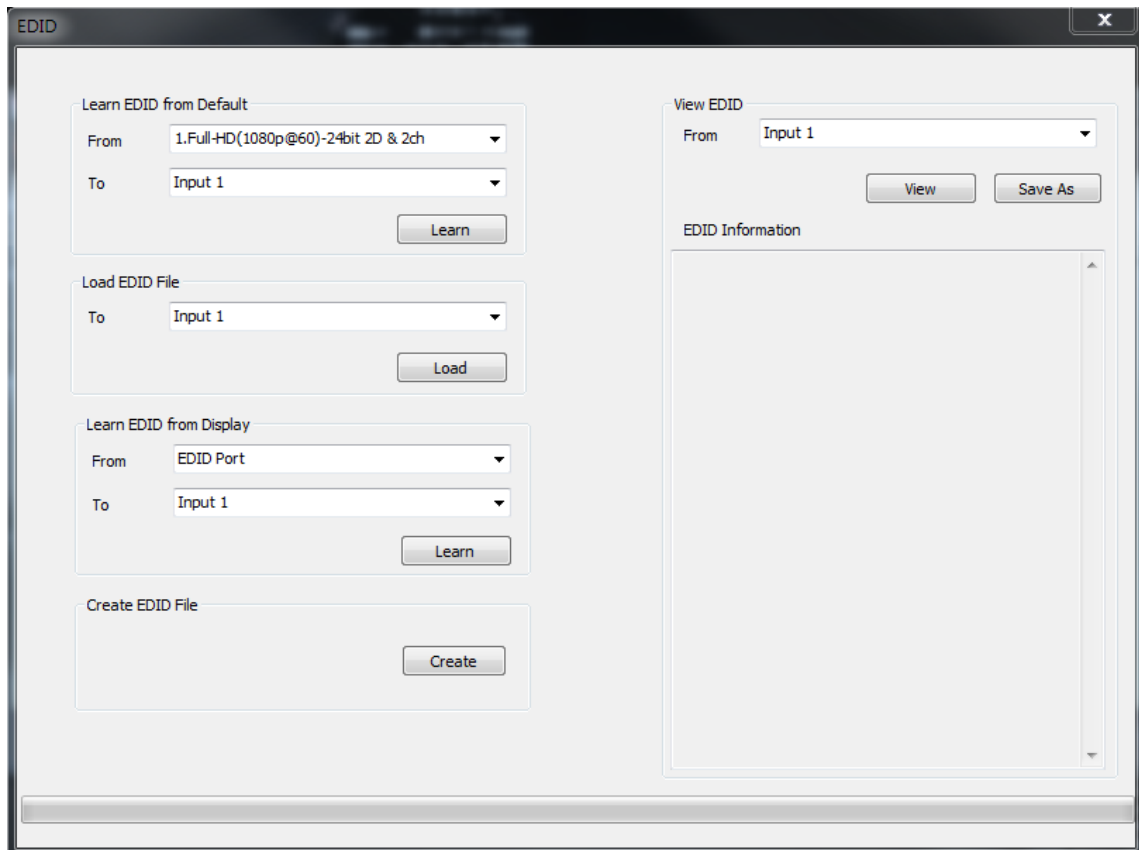 EDID
x
Learn EDID from Default
From 1.Full-HD(1080p@60)-24bit 2D & 2ch
To Input 1
Learn
Load EDID File
To Input 1
Load
Learn EDID from Display
From EDID Port
To Input 1
Learn
Create EDID File
Create
View EDID
From Input 1
View Save As
EDID Information